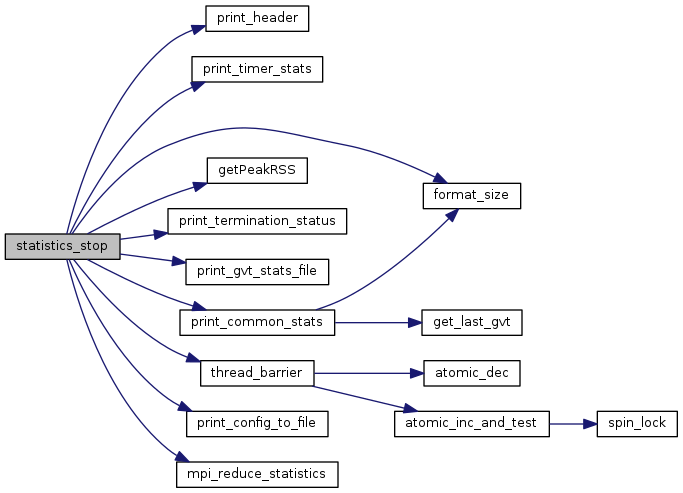 print_header
print_timer_stats
getPeakRSS
format_size
print_termination_status
statistics_stop
print_gvt_stats_file
print_common_stats
get_last_gvt
thread_barrier
atomic_dec
print_config_to_file
atomic_inc_and_test
spin_lock
mpi_reduce_statistics